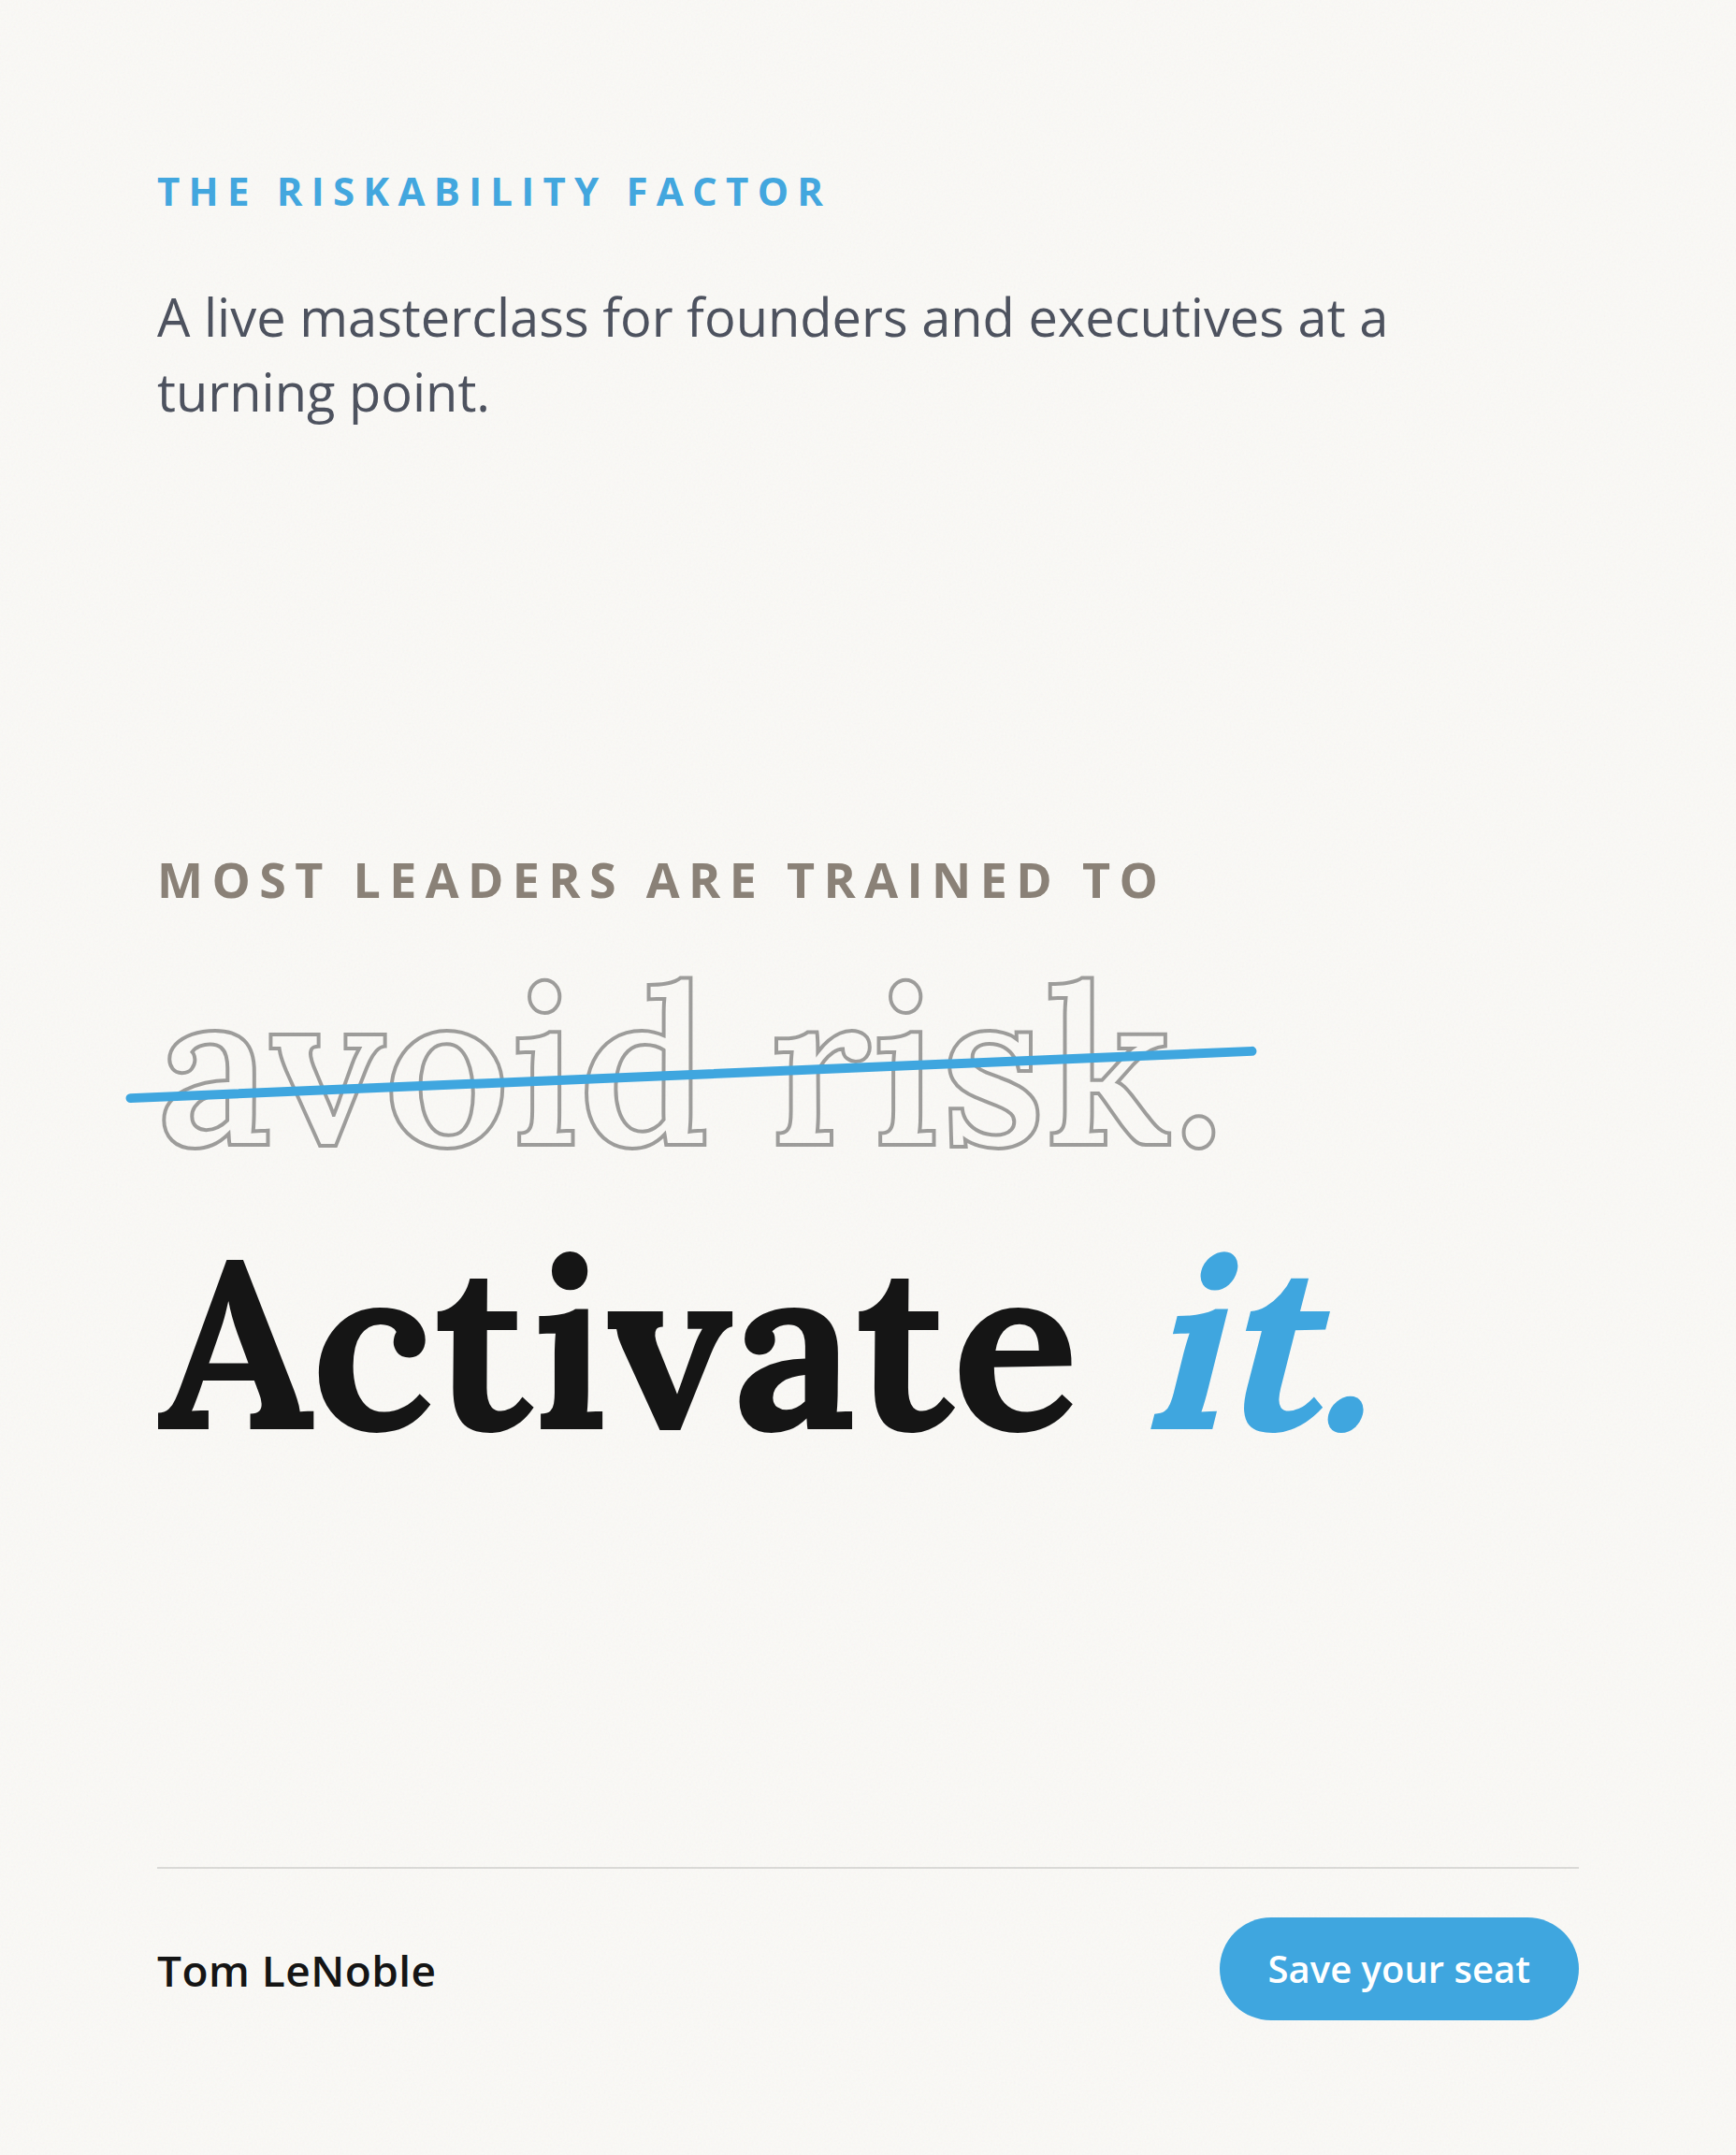 THE RISKABILITY FACTOR
A live masterclass for founders and executives at a
turning point.
MOST LEADERS ARE TRAINED TO
avoid risk.
Activate it.
Tom LeNoble
Save your seat